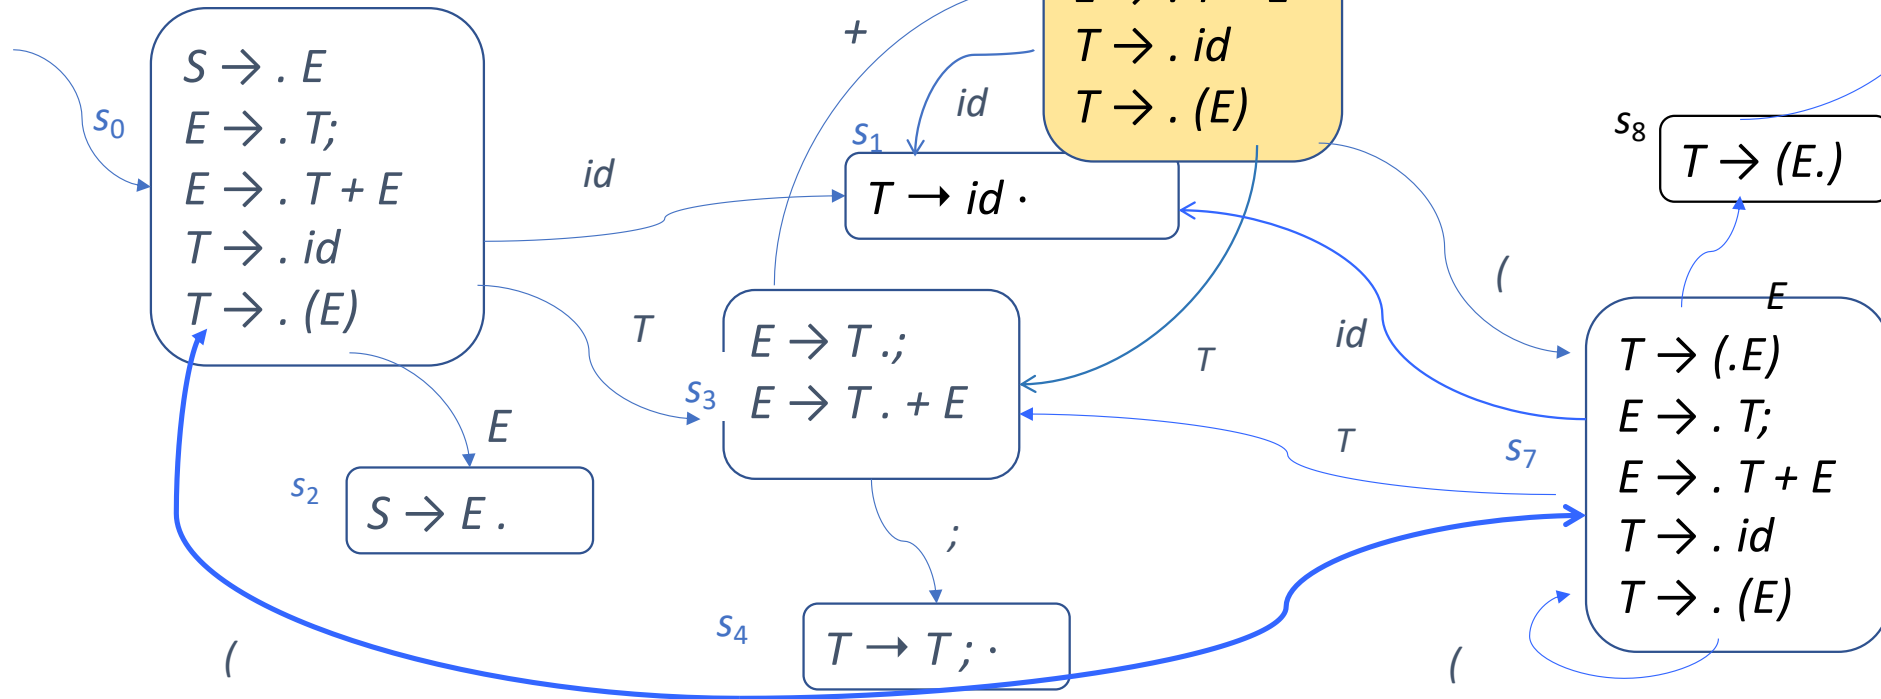 S → . E
E → . T;
E → . T + E
T → . id
T → . (E)
s0
id
T
E
s2
S → E .
(
+
T → . id
T → . (E)
id
s1
T → id ·
s3
E → T .;
E → T . + E
;
s4
T → T ; ·
T
id
T
(
s8
T → (E.)
E
s7
T → (.E)
E → . T;
E → . T + E
T → . id
T → . (E)
(